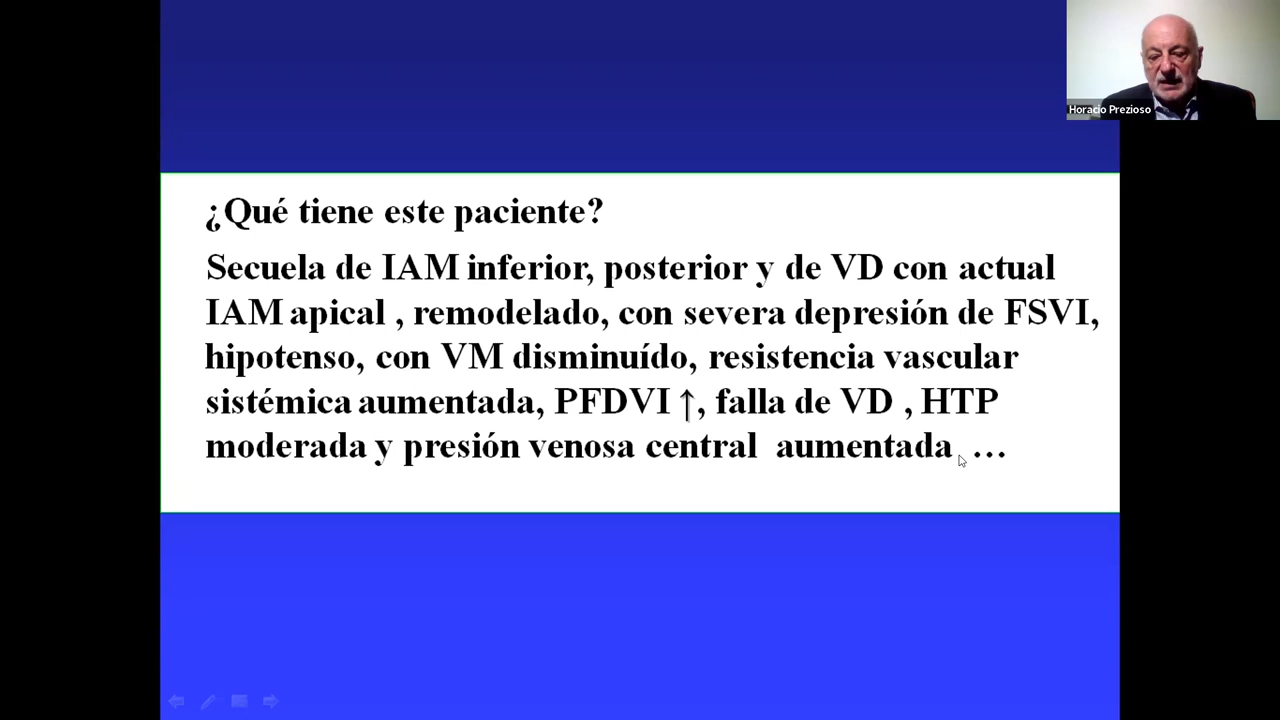 Horacio Prezioso
¿Qué tiene este paciente?
Secuela de IAM inferior, posterior y de VD con actual
IAM apical , remodelado, con severa depresión de FSVI,
hipotenso, con VM disminuído, resistencia vascular
sistémica aumentada, PFDVI ↑, falla de VD , HTP
moderada y presión venosa central aumentada , …